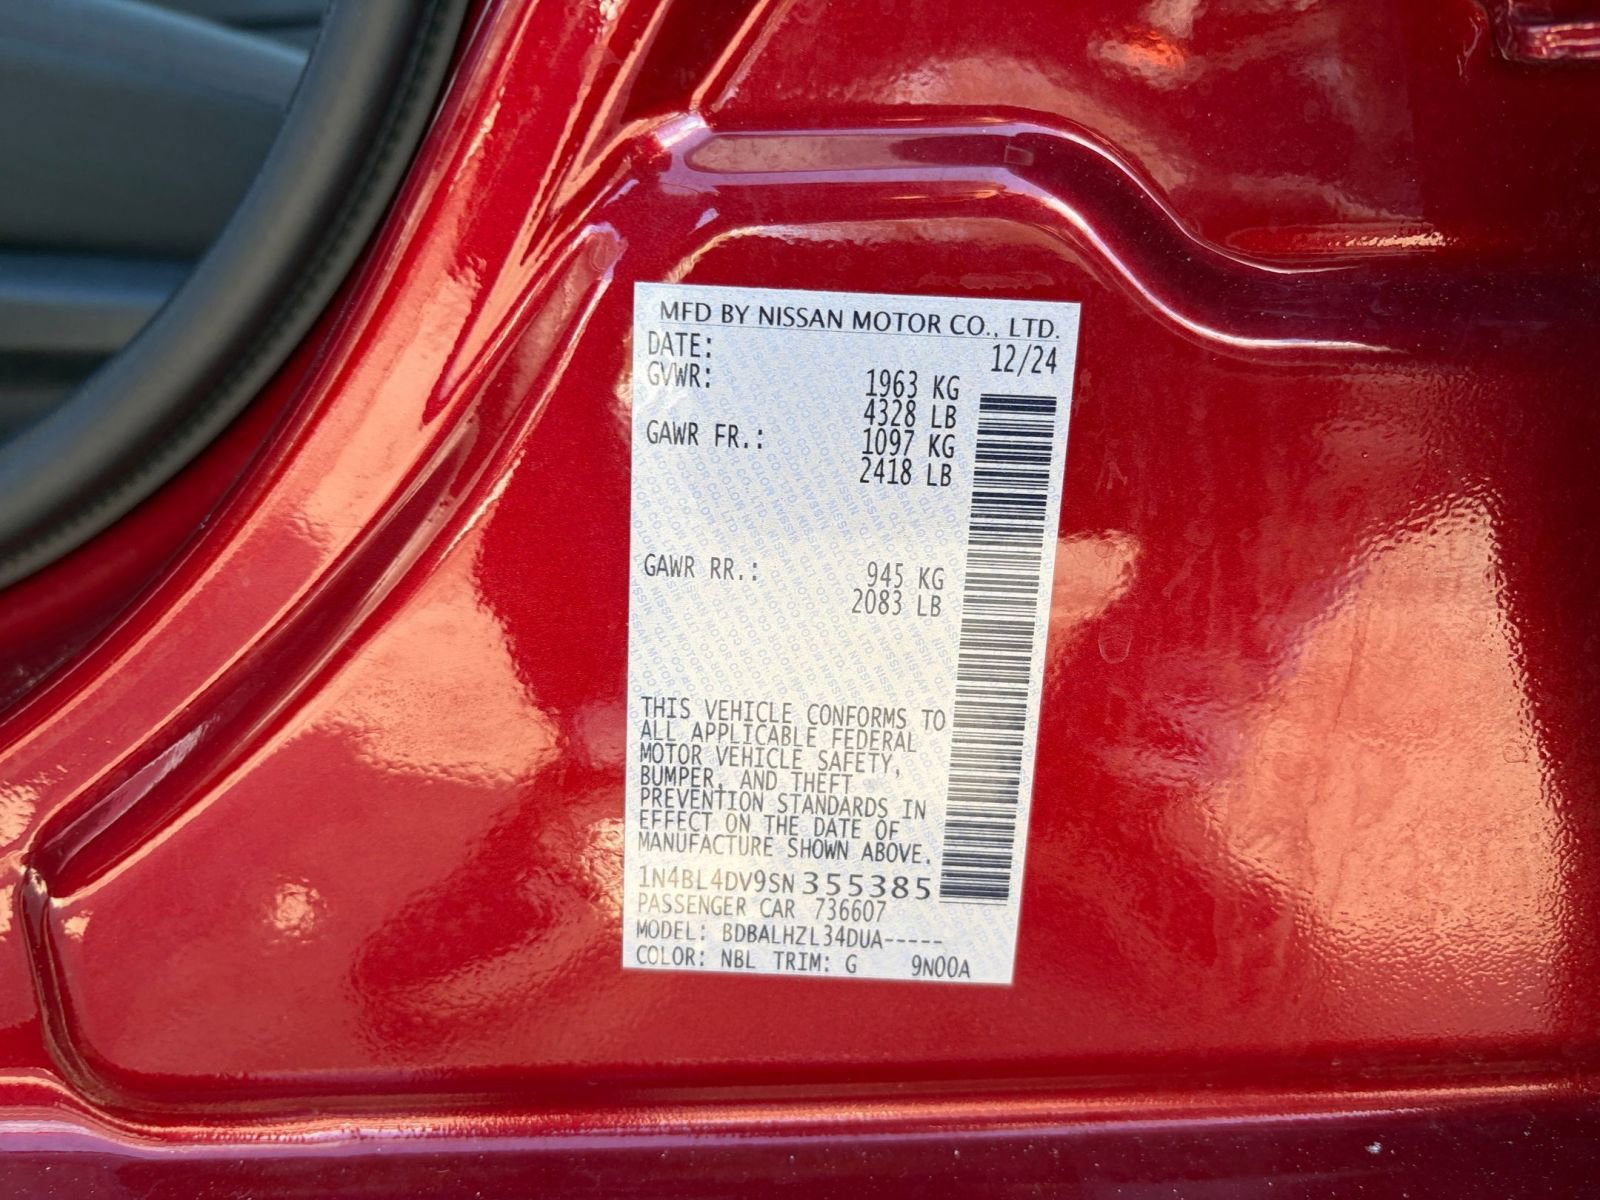 MFD BY NISSAN MOTOR CO., LTD.
DATE: 12/24
GVWR: 1963 KG
4328 LB
GAWR FR.: 1097 KG
2418 LB
GAWR RR.: 945 KG
2083 LB
THIS VEHICLE CONFORMS TO
ALL APPLICABLE FEDERAL
MOTOR VEHICLE SAFETY,
BUMPER, AND THEFT
PREVENTION STANDARDS IN
EFFECT ON THE DATE OF
MANUFACTURE SHOWN ABOVE.
1N4BL4DV9SN355385
PASSENGER CAR 736607
MODEL: BDBALHZL34DUA-----
COLOR: NBL TRIM: G 9N00A